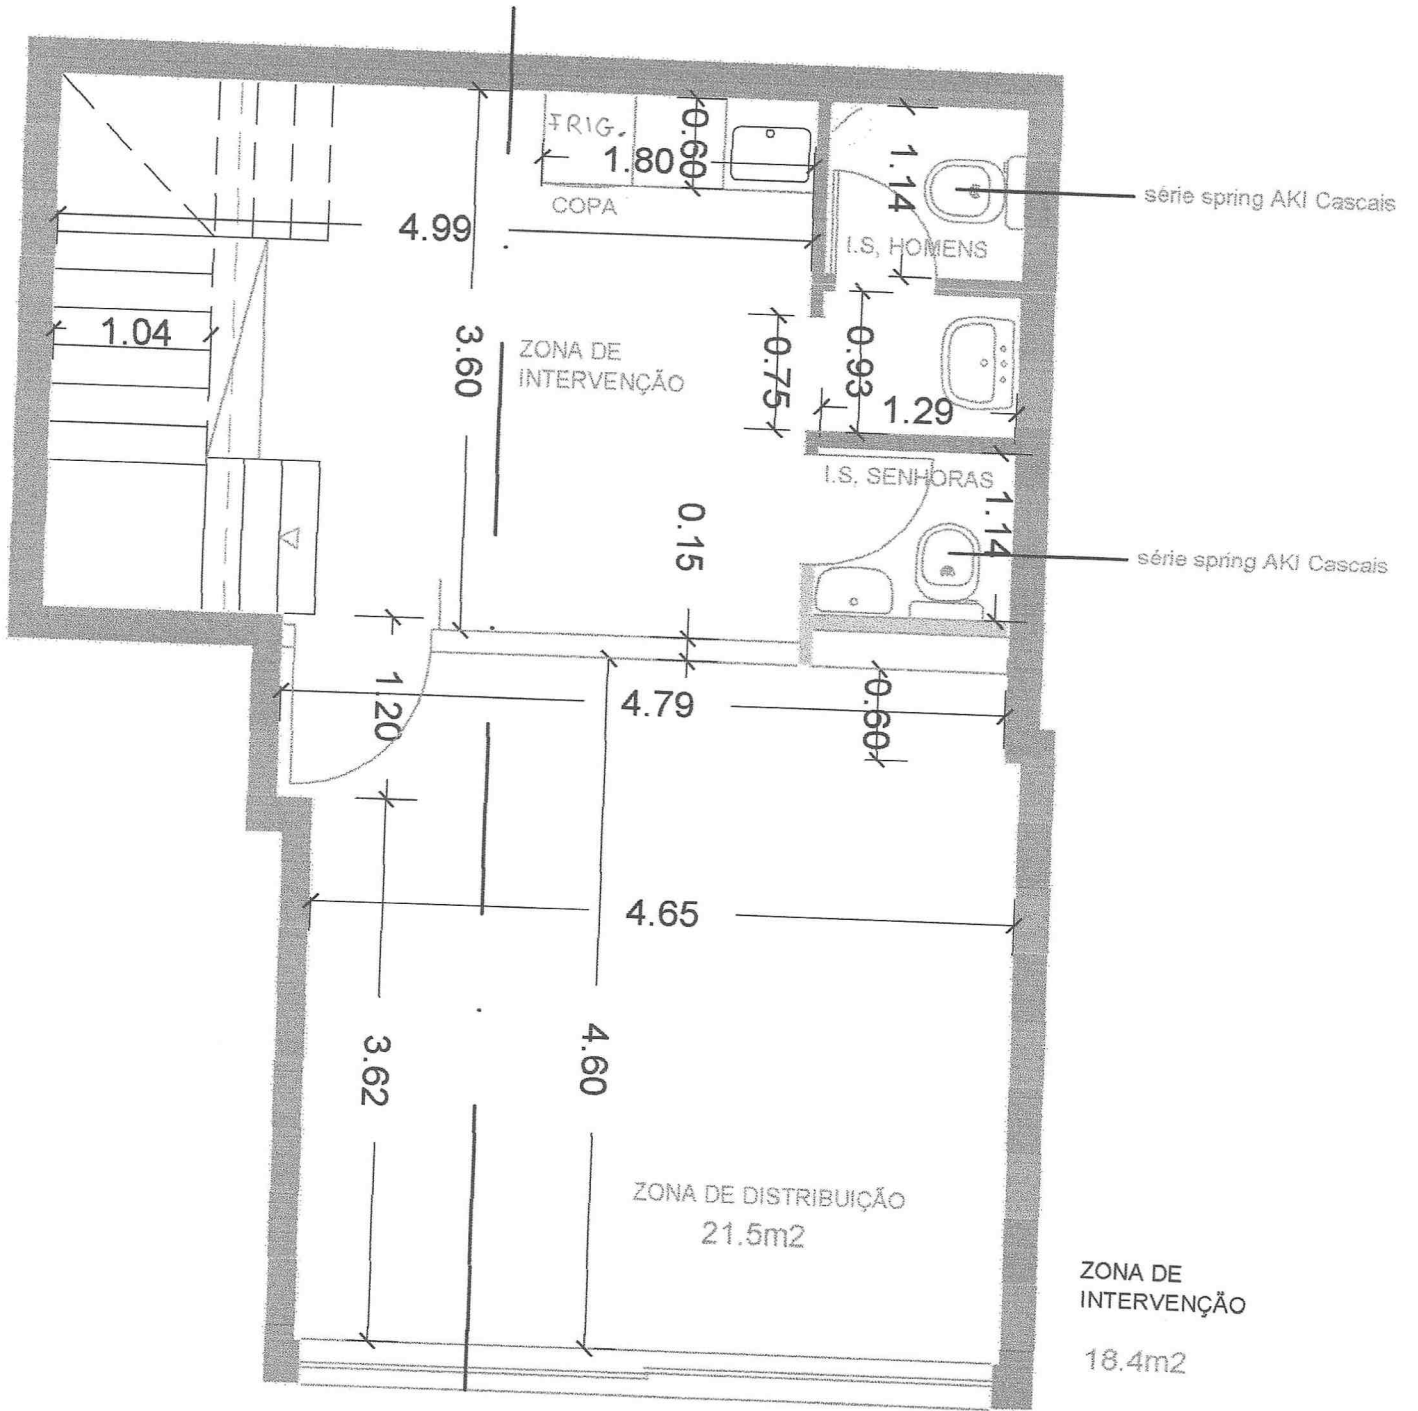 FRIG.
0.60
1.80
COPA
1.14
série spring AKI Cascais
4.99
I.S, HOMENS
1.04
3.60
ZONA DE
INTERVENÇÃO
0.75
0.93
1.29
I.S, SENHORAS
1.14
0.15
série spring AKI Cascais
1.20
4.79
0.60
4.65
3.62
4.60
ZONA DE DISTRIBUIÇÃO
21.5m2
ZONA DE
INTERVENÇÃO
18.4m2